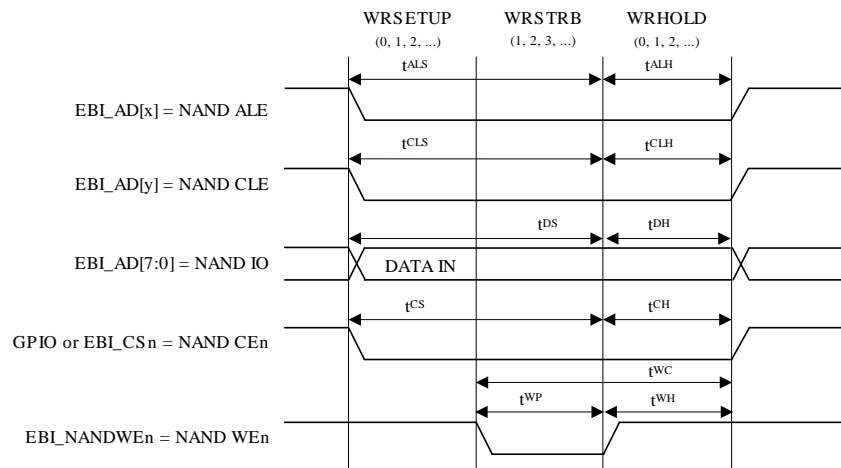 WRSETUP WRSTRB WRHOLD
(0, 1, 2, ...) (1, 2, 3, ...) (0, 1, 2, ...)
tALS tALH
EBI_AD[x] = NAND ALE
tCLS tCLH
EBI_AD[y] = NAND CLE
tDS tDH
EBI_AD[7:0] = NAND IO DATA IN
tCS tCH
GPIO or EBI_CSn = NAND CEn
tWC
tWP tWH
EBI_NANDWEn = NAND WEn